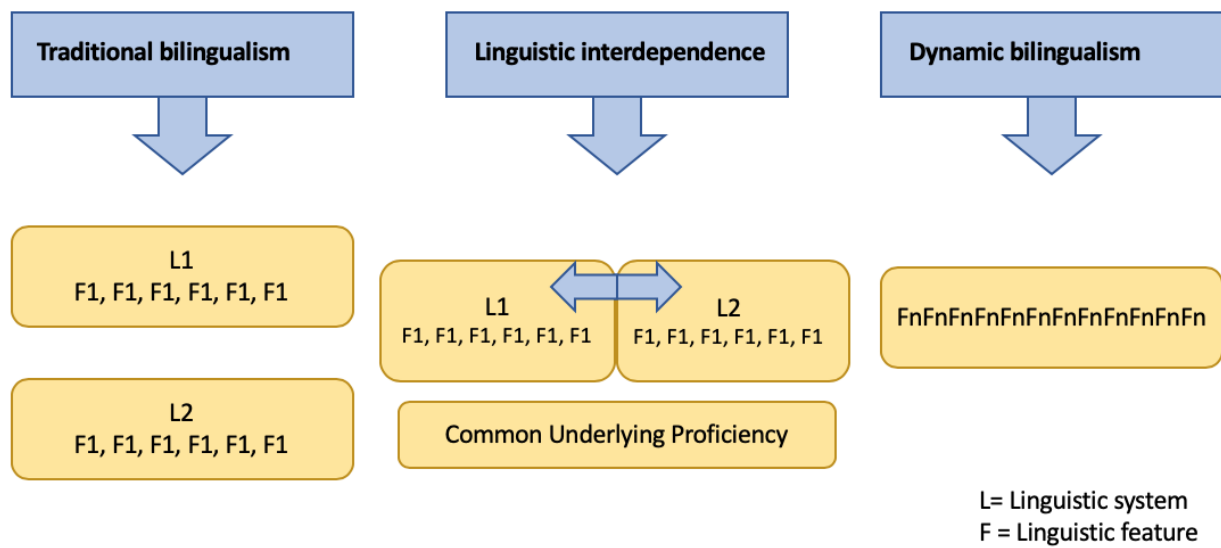 Traditional bilingualism
Linguistic interdependence
Dynamic bilingualism
L1
F1, F1, F1, F1, F1, F1
L2
F1, F1, F1, F1, F1, F1
L1
F1, F1, F1, F1, F1, F1
L2
F1, F1, F1, F1, F1, F1
Common Underlying Proficiency
FnFnFnFnFnFnFnFnFnFnFnFn
L= Linguistic system
F = Linguistic feature